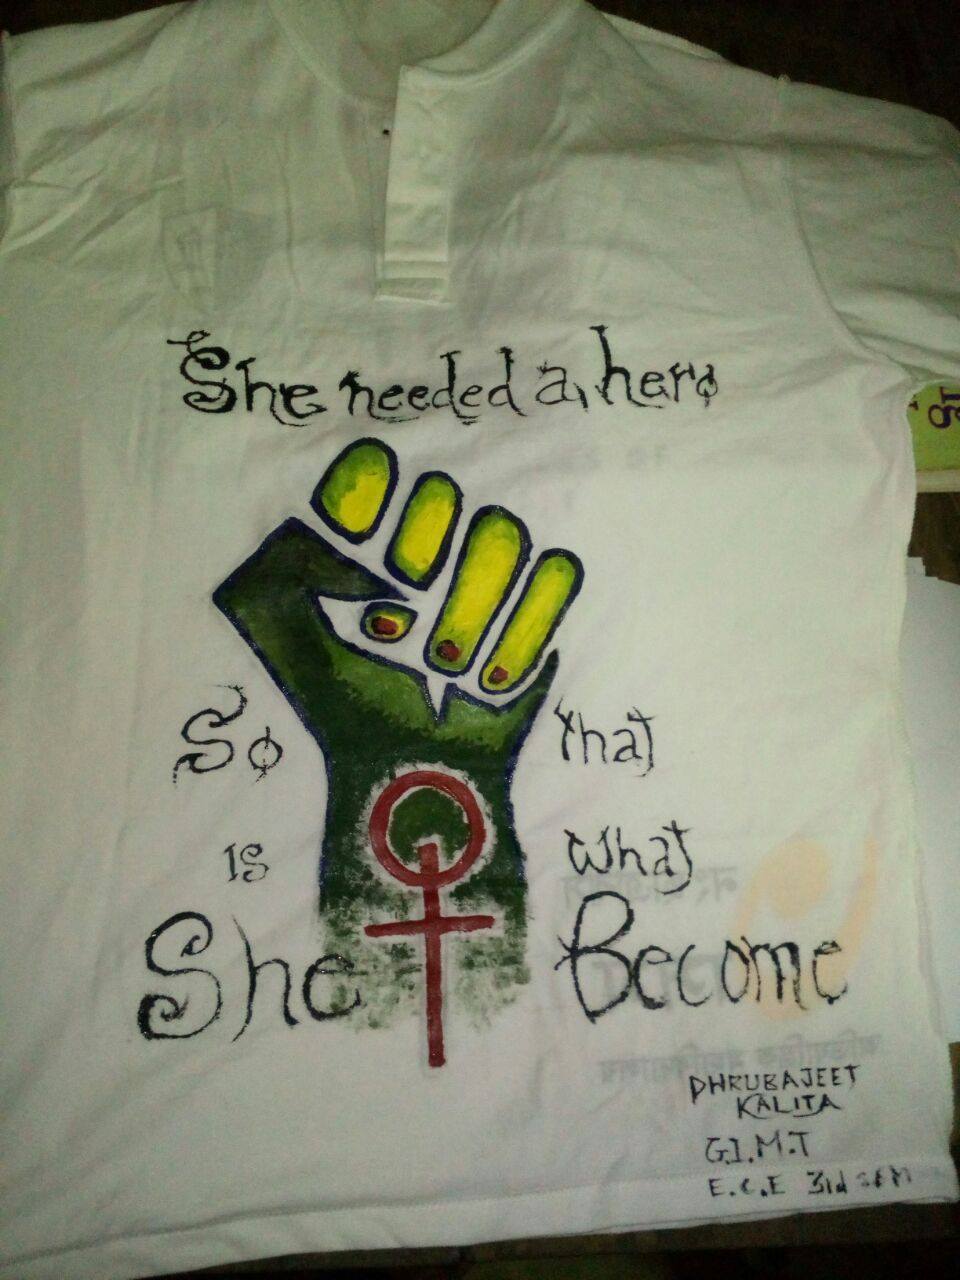 She needed a hero
So that
is what
She Become
DHRUBAJEET
KALITA
G.I.M.T
E.C.E 3rd SEM